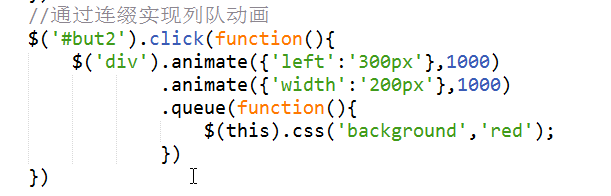 //通过连缀实现列队动画
$('#but2').click(function(){
$('div').animate({'left':'300px'},1000)
.animate({'width':'200px'},1000)
.queue(function(){
$(this).css('background','red');
})
})